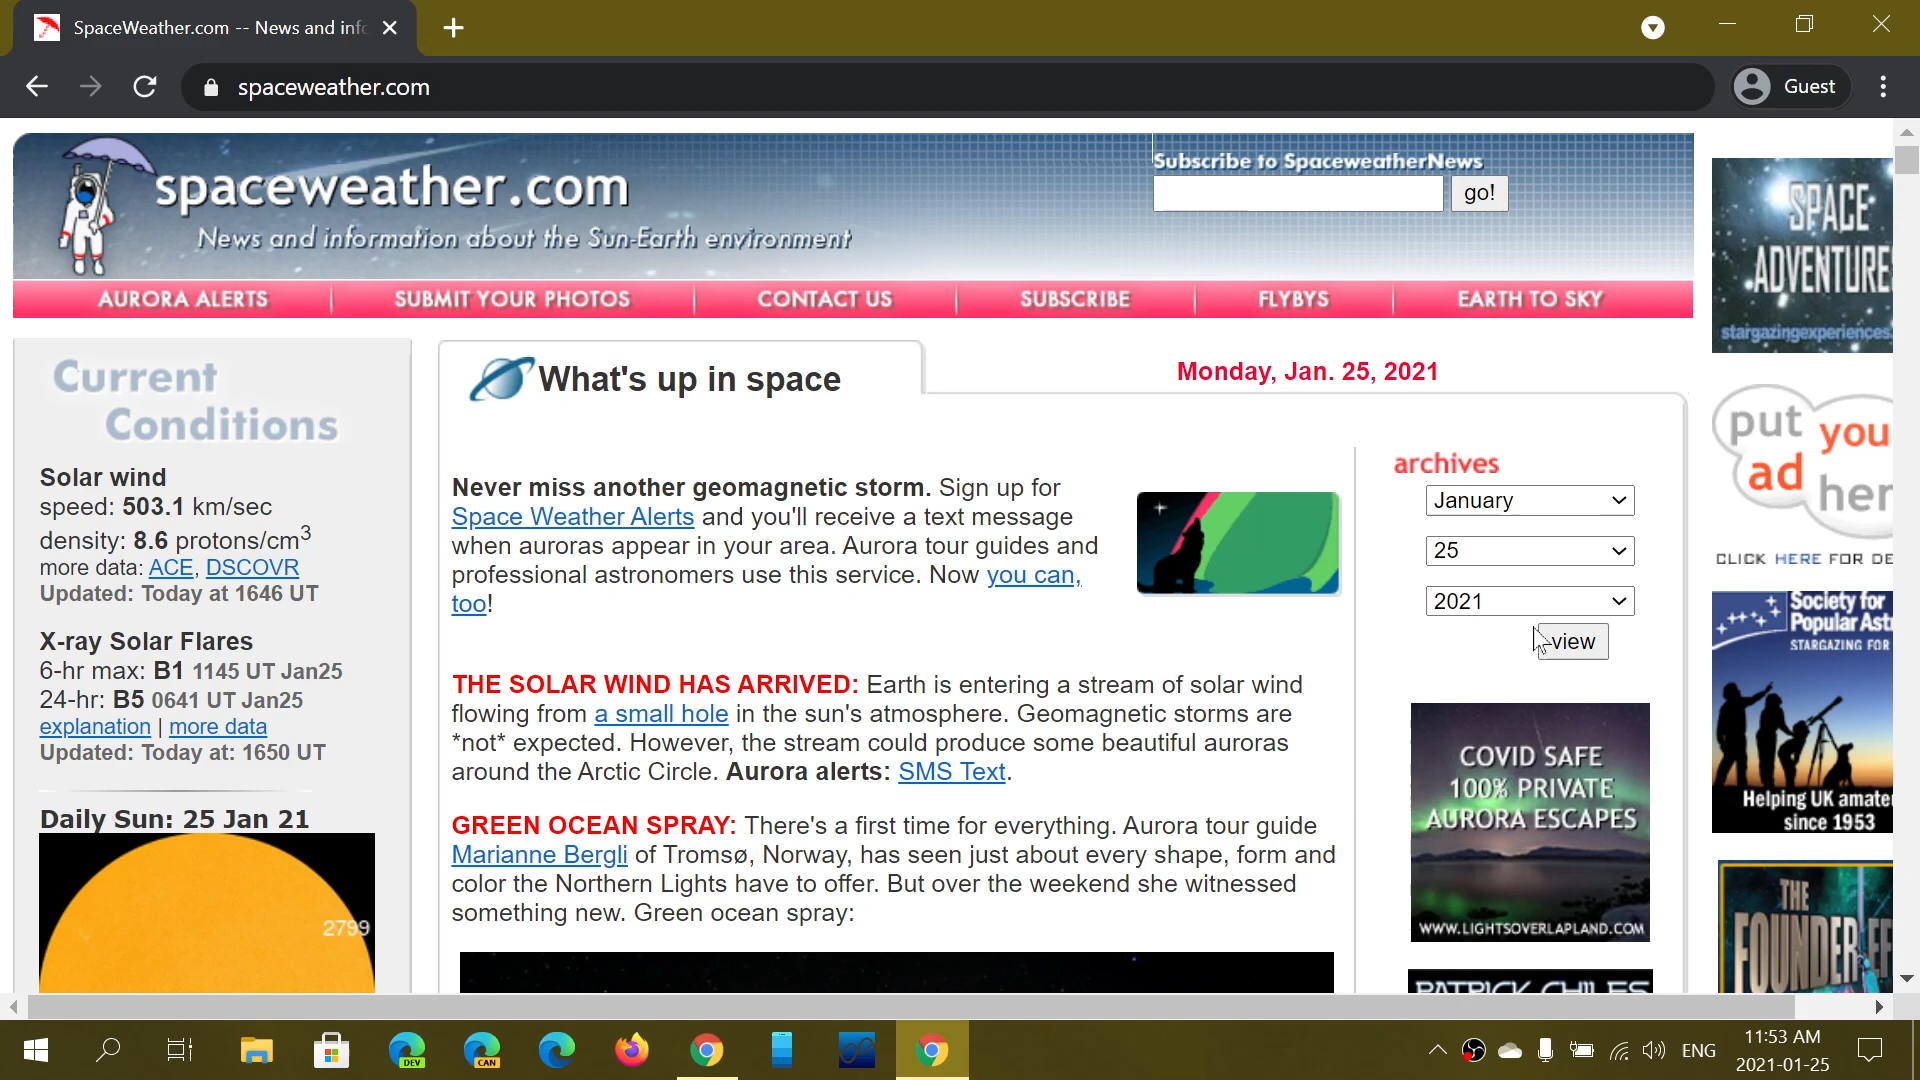 SpaceWeather.com -- News and inf
spaceweather.com
Guest
spaceweather.com
News and information about the Sun-Earth environment
Subscribe to SpaceweatherNews
go!
AURORA ALERTS
SUBMIT YOUR PHOTOS
CONTACT US
SUBSCRIBE
FLYBYS
EARTH TO SKY
Current
Conditions
Solar wind
speed: 503.1 km/sec
density: 8.6 protons/cm3
more data: ACE, DSCOVR
Updated: Today at 1646 UT
X-ray Solar Flares
6-hr max: B1 1145 UT Jan25
24-hr: B5 0641 UT Jan25
explanation | more data
Updated: Today at: 1650 UT
Daily Sun: 25 Jan 21
2799
What's up in space
Monday, Jan. 25, 2021
Never miss another geomagnetic storm. Sign up for
Space Weather Alerts and you'll receive a text message
when auroras appear in your area. Aurora tour guides and
professional astronomers use this service. Now you can,
too!
THE SOLAR WIND HAS ARRIVED: Earth is entering a stream of solar wind
flowing from a small hole in the sun's atmosphere. Geomagnetic storms are
*not* expected. However, the stream could produce some beautiful auroras
around the Arctic Circle. Aurora alerts: SMS Text.
GREEN OCEAN SPRAY: There's a first time for everything. Aurora tour guide
Marianne Bergli of Tromsø, Norway, has seen just about every shape, form and
color the Northern Lights have to offer. But over the weekend she witnessed
something new. Green ocean spray:
archives
January
25
2021
view
COVID SAFE
100% PRIVATE
AURORA ESCAPES
WWW.LIGHTSOVERLAPLAND.COM
PATRICK CHILES
SPACE
ADVENTURE
stargazingexperiences
put you
ad her
CLICK HERE FOR DE
Society for
Popular Ast
STARGAZING FOR
Helping UK amate
since 1953
THE
FOUNDER EF
DEV
CAN
ENG
11:53 AM
2021-01-25